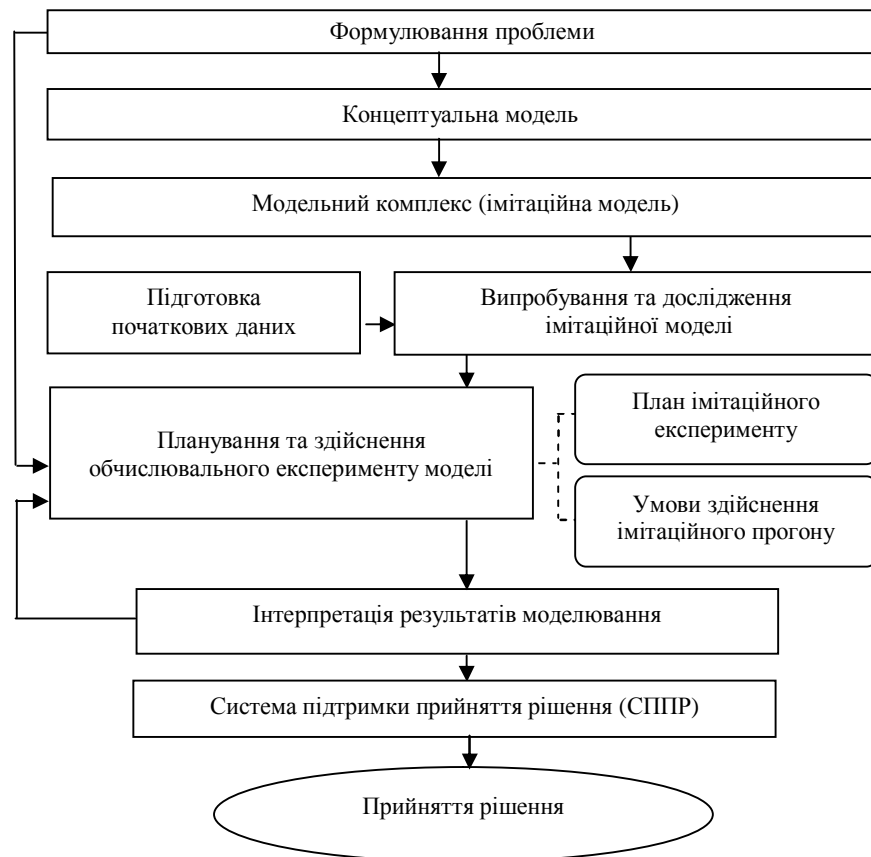 Формулювання проблеми
Концептуальна модель
Модельний комплекс (імітаційна модель)
Підготовка
початкових даних
Випробування та дослідження
імітаційної моделі
Планування та здійснення
обчислювального експерименту моделі
План імітаційного
експерименту
Умови здійснення
імітаційного прогону
Інтерпретація результатів моделювання
Система підтримки прийняття рішення (СППР)
Прийняття рішення